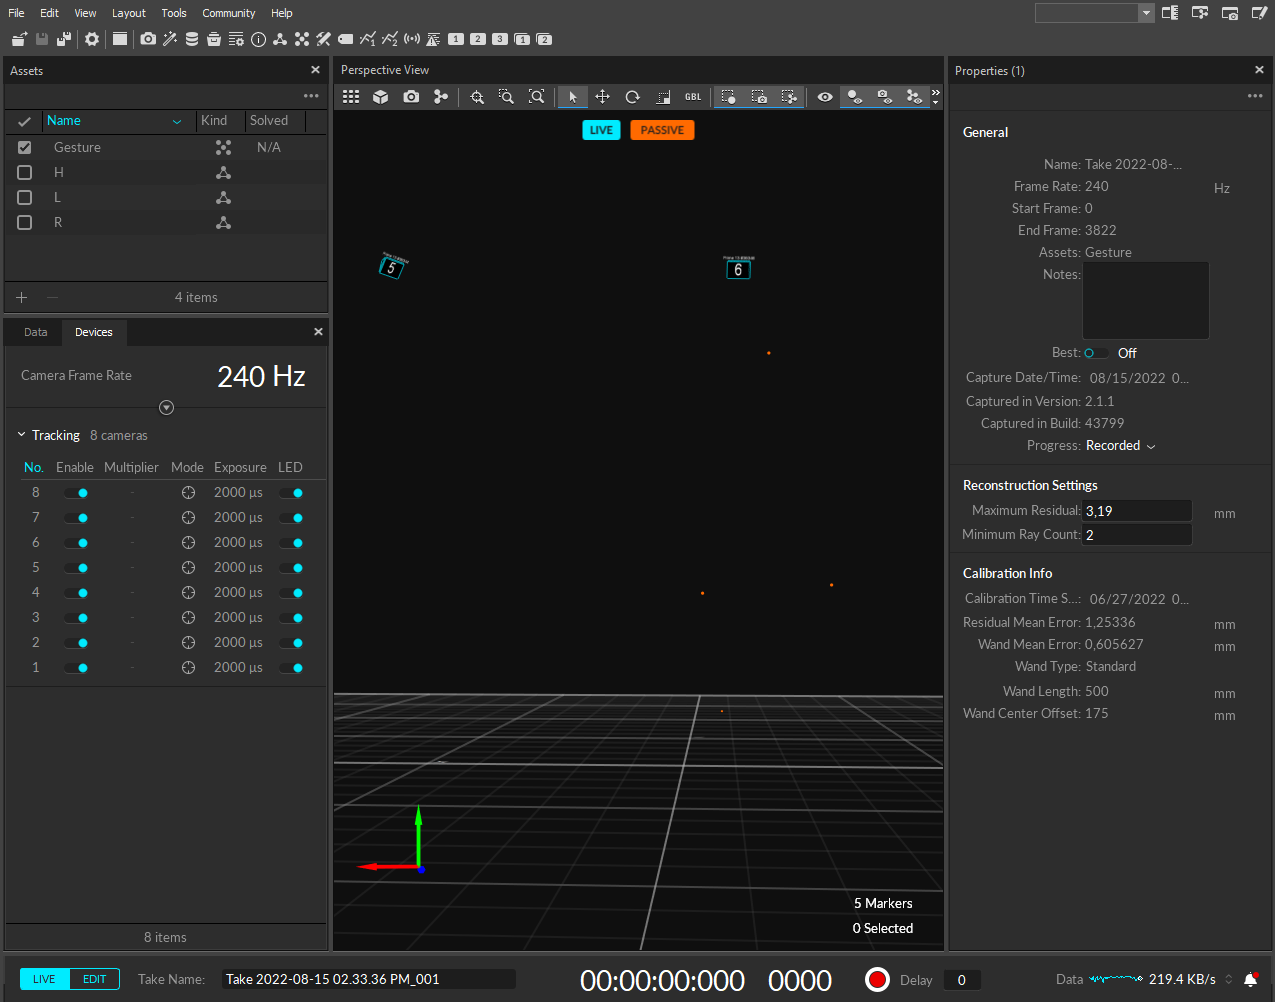 File Edit View Layout Tools Community Help
1 2 3 1 2
Assets
Perspective View
Properties (1)
GBL
Name Kind Solved
Gesture N/A
H
L
R
4 items
LIVE PASSIVE
5
6
Data Devices
Camera Frame Rate 240 Hz
Tracking 8 cameras
No. Enable Multiplier Mode Exposure LED
8 - 2000 µs
7 - 2000 µs
6 - 2000 µs
5 - 2000 µs
4 - 2000 µs
3 - 2000 µs
2 - 2000 µs
1 - 2000 µs
8 items
5 Markers
0 Selected
General
Name: Take 2022-08-...
Frame Rate: 240 Hz
Start Frame: 0
End Frame: 3822
Assets: Gesture
Notes:
Best: Off
Capture Date/Time: 08/15/2022 0...
Captured in Version: 2.1.1
Captured in Build: 43799
Progress: Recorded
Reconstruction Settings
Maximum Residual: 3,19 mm
Minimum Ray Count: 2
Calibration Info
Calibration Time S...: 06/27/2022 0...
Residual Mean Error: 1,25336 mm
Wand Mean Error: 0,605627 mm
Wand Type: Standard
Wand Length: 500 mm
Wand Center Offset: 175 mm
LIVE EDIT Take Name: Take 2022-08-15 02.33.36 PM_001 00:00:00:000 0000 Delay 0 Data 219.4 KB/s